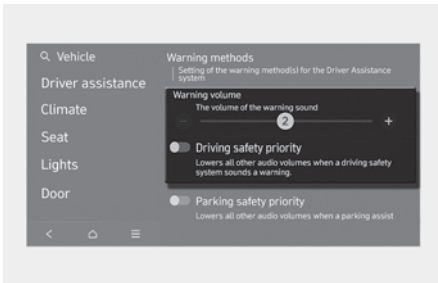 Vehicle
Driver assistance
Climate
Seat
Lights
Door
Warning methods
Setting of the warning method(s) for the Driver Assistance
system
Warning volume
The volume of the warning sound
2
Driving safety priority
Lowers all other audio volumes when a driving safety
system sounds a warning.
Parking safety priority
Lowers all other audio volumes when a parking assist